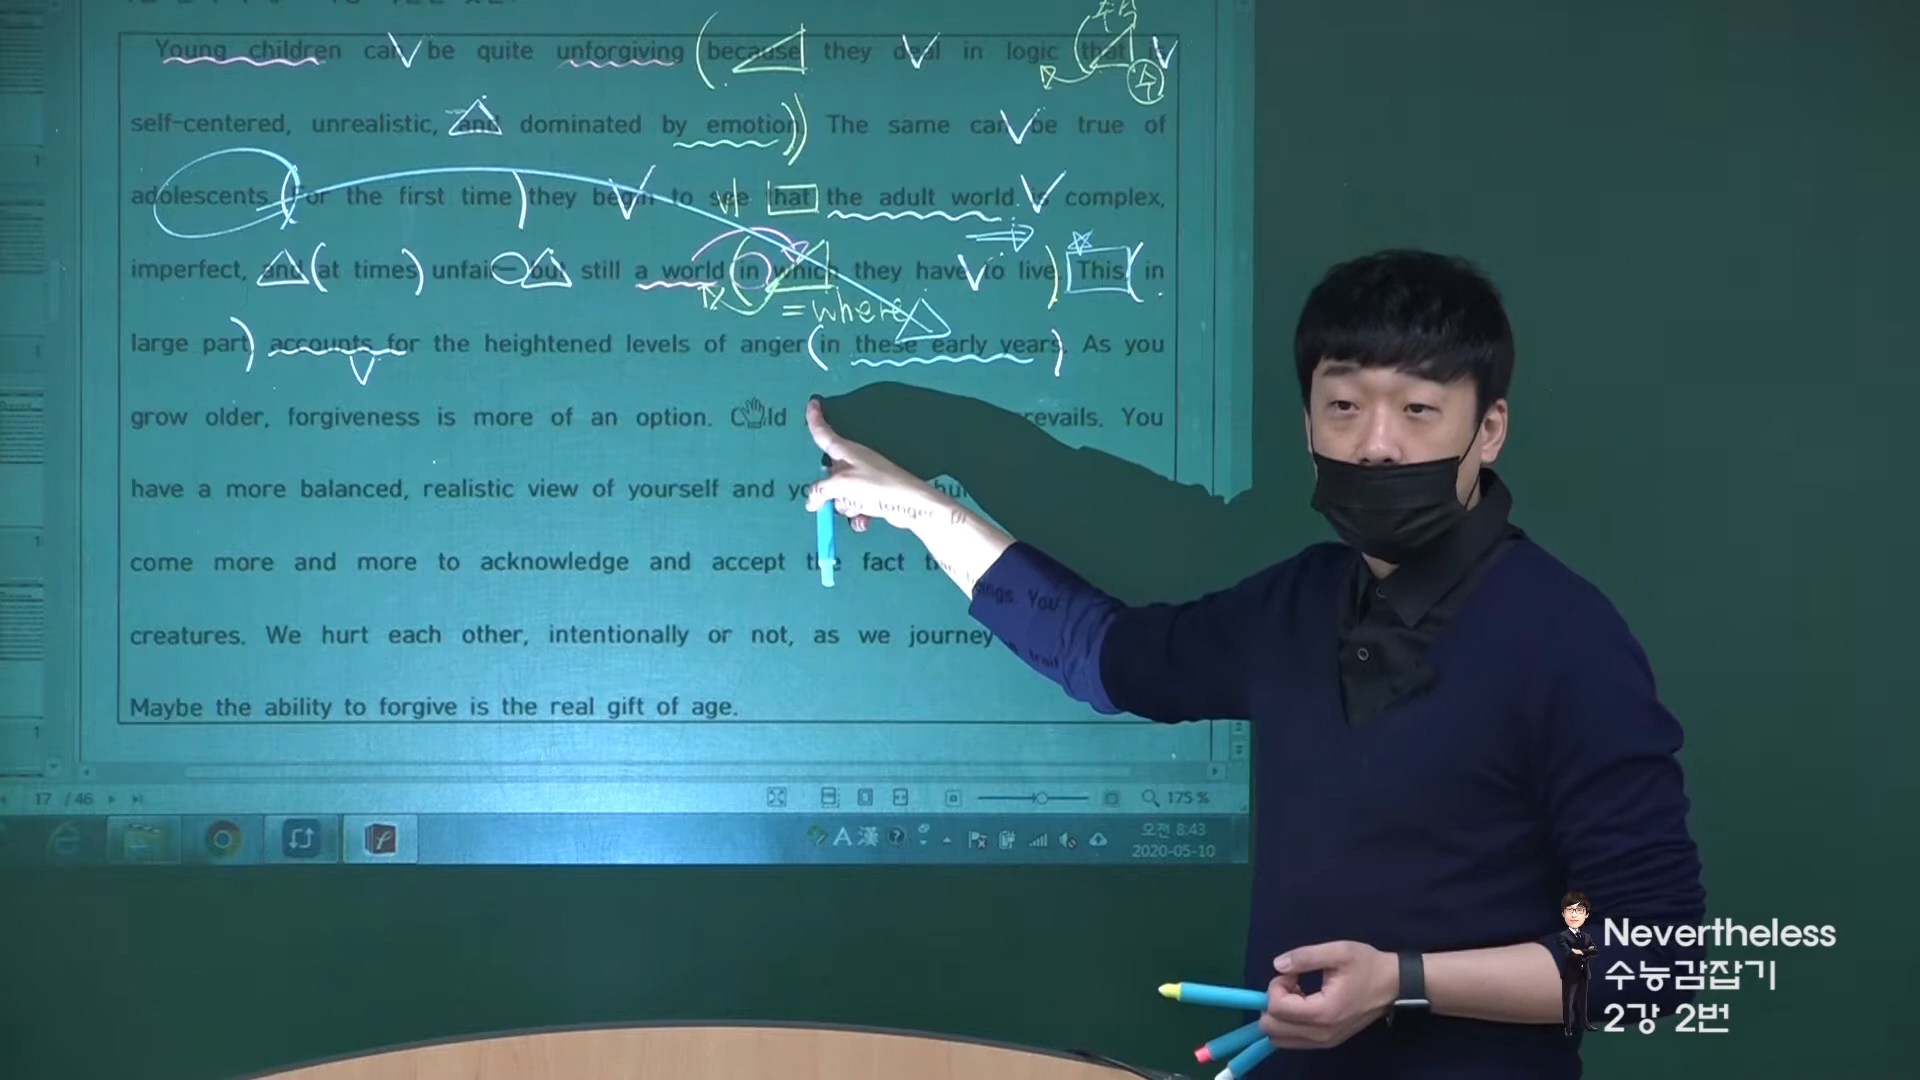 Young children can be quite unforgiving because they deal in logic that is
self-centered, unrealistic, and dominated by emotion. The same can be true of
adolescents. For the first time they begin to see that the adult world is complex,
imperfect, and at times unfair—but still a world in which they have to live. This, in
= where
large part, accounts for the heightened levels of anger in these early years. As you
grow older, forgiveness is more of an option. prevails. You
have a more balanced, realistic view of yourself and
longer
come more and more to acknowledge and accept the fact
beings. You
creatures. We hurt each other, intentionally or not, as we journey
Maybe the ability to forgive is the real gift of age.
17 / 46
175 %
A 漢
오전 8:43
2020-05-10
Nevertheless
수능감잡기
2강 2번